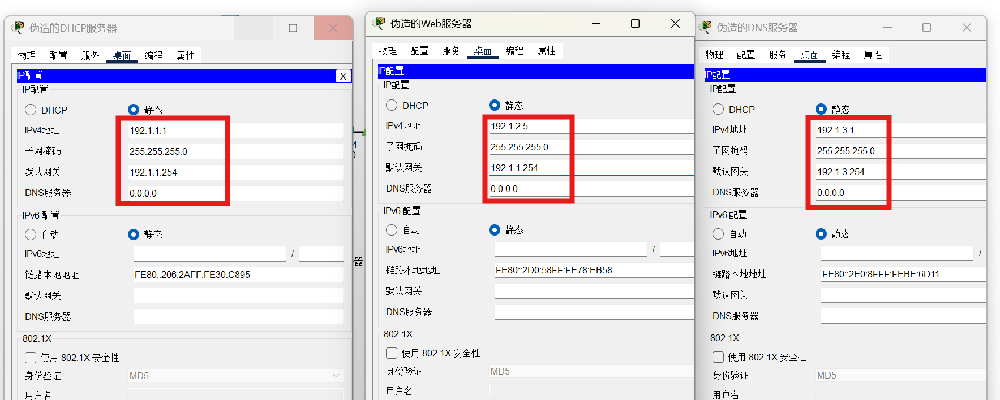 伪造的DHCP服务器
物理 配置 服务 桌面 编程 属性
IP配置
X
IP配置
DHCP 静态
IPv4地址 192.1.1.1
子网掩码 255.255.255.0
默认网关 192.1.1.254
DNS服务器 0.0.0.0
IPv6 配置
自动 静态
IPv6地址 /
链路本地地址 FE80::206:2AFF:FE30:C895
默认网关
DNS服务器
802.1X
使用 802.1X 安全性
身份验证 MD5
用户名
4
0
器
伪造的Web服务器
物理 配置 服务 桌面 编程 属性
IP配置
IP配置
DHCP 静态
IPv4地址 192.1.2.5
子网掩码 255.255.255.0
默认网关 192.1.1.254
DNS服务器 0.0.0.0
IPv6 配置
自动 静态
IPv6地址 /
链路本地地址 FE80::2D0:58FF:FE78:EB58
默认网关
DNS服务器
802.1X
使用 802.1X 安全性
身份验证 MD5
用户名
伪造的DNS服务器
物理 配置 服务 桌面 编程 属性
IP配置
IP配置
DHCP 静态
IPv4地址 192.1.3.1
子网掩码 255.255.255.0
默认网关 192.1.3.254
DNS服务器 0.0.0.0
IPv6 配置
自动 静态
IPv6地址 /
链路本地地址 FE80::2E0:8FFF:FEBE:6D11
默认网关
DNS服务器
802.1X
使用 802.1X 安全性
身份验证 MD5
用户名